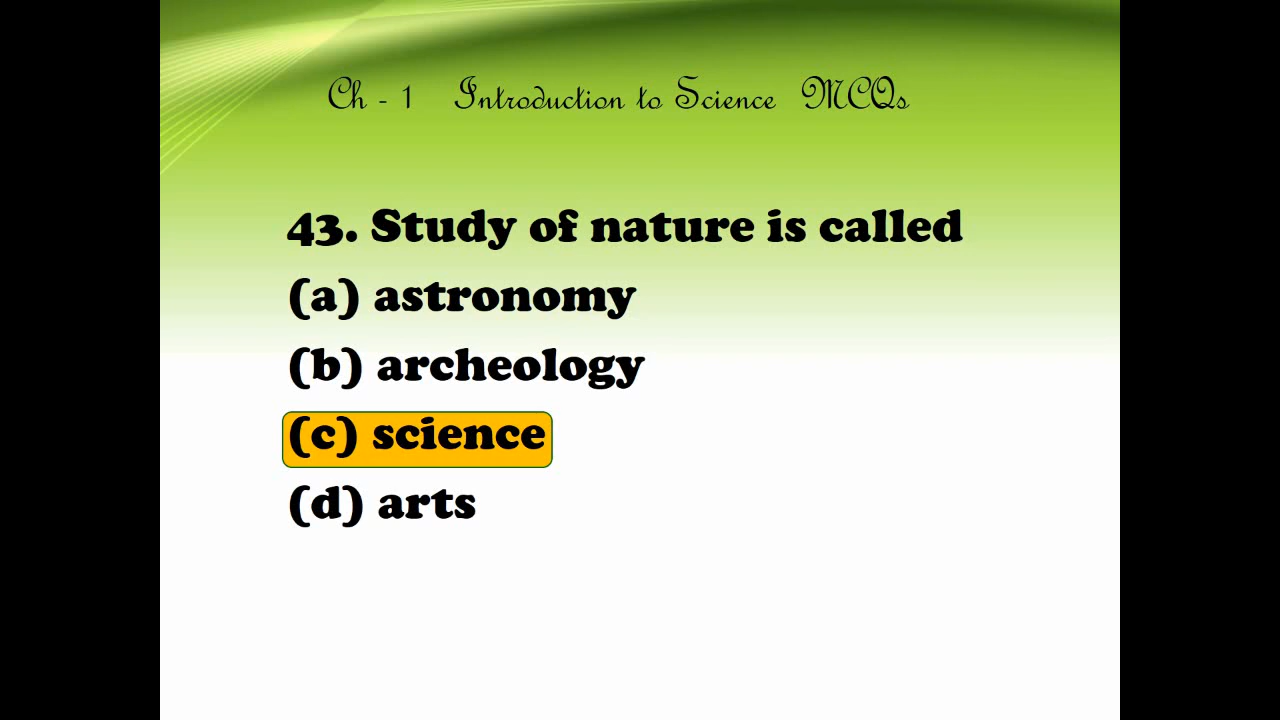 Ch - 1 Introduction to Science MCQs
43. Study of nature is called
(a) astronomy
(b) archeology
(c) science
(d) arts